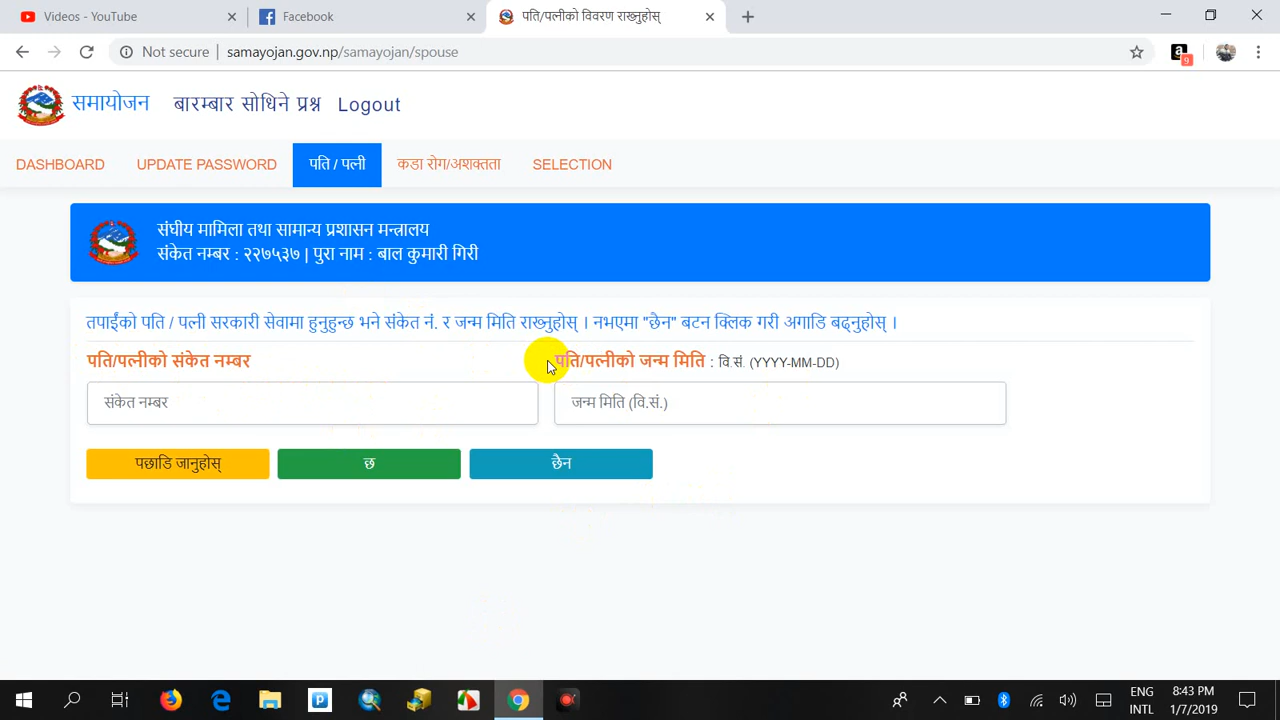 Videos - YouTube
Facebook
पति/पत्नीको विवरण राख्नुहोस्
Not secure | samayojan.gov.np/samayojan/spouse
9
समायोजन बारम्बार सोधिने प्रश्न Logout
DASHBOARD UPDATE PASSWORD पति / पत्नी कडा रोग/अशक्तता SELECTION
संघीय मामिला तथा सामान्य प्रशासन मन्त्रालय
संकेत नम्बर : २२७५३७ | पुरा नाम : बाल कुमारी गिरी
तपाईंको पति / पत्नी सरकारी सेवामा हुनुहुन्छ भने संकेत नं. र जन्म मिति राख्नुहोस् । नभएमा "छैन" बटन क्लिक गरी अगाडि बढ्नुहोस् ।
पति/पत्नीको संकेत नम्बर
पति/पत्नीको जन्म मिति : वि.सं. (YYYY-MM-DD)
संकेत नम्बर
जन्म मिति (वि.सं.)
पछाडि जानुहोस् छ छैन
ENG
INTL
8:43 PM
1/7/2019